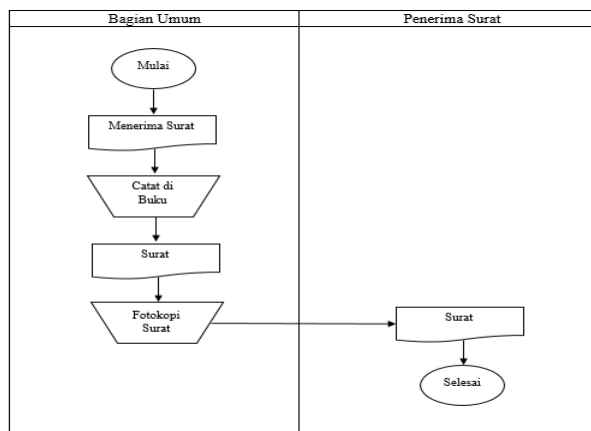 Bagian Umum
Penerima Surat
Mulai
Menerima Surat
Catat di
Buku
Surat
Fotokopi
Surat
Surat
Selesai